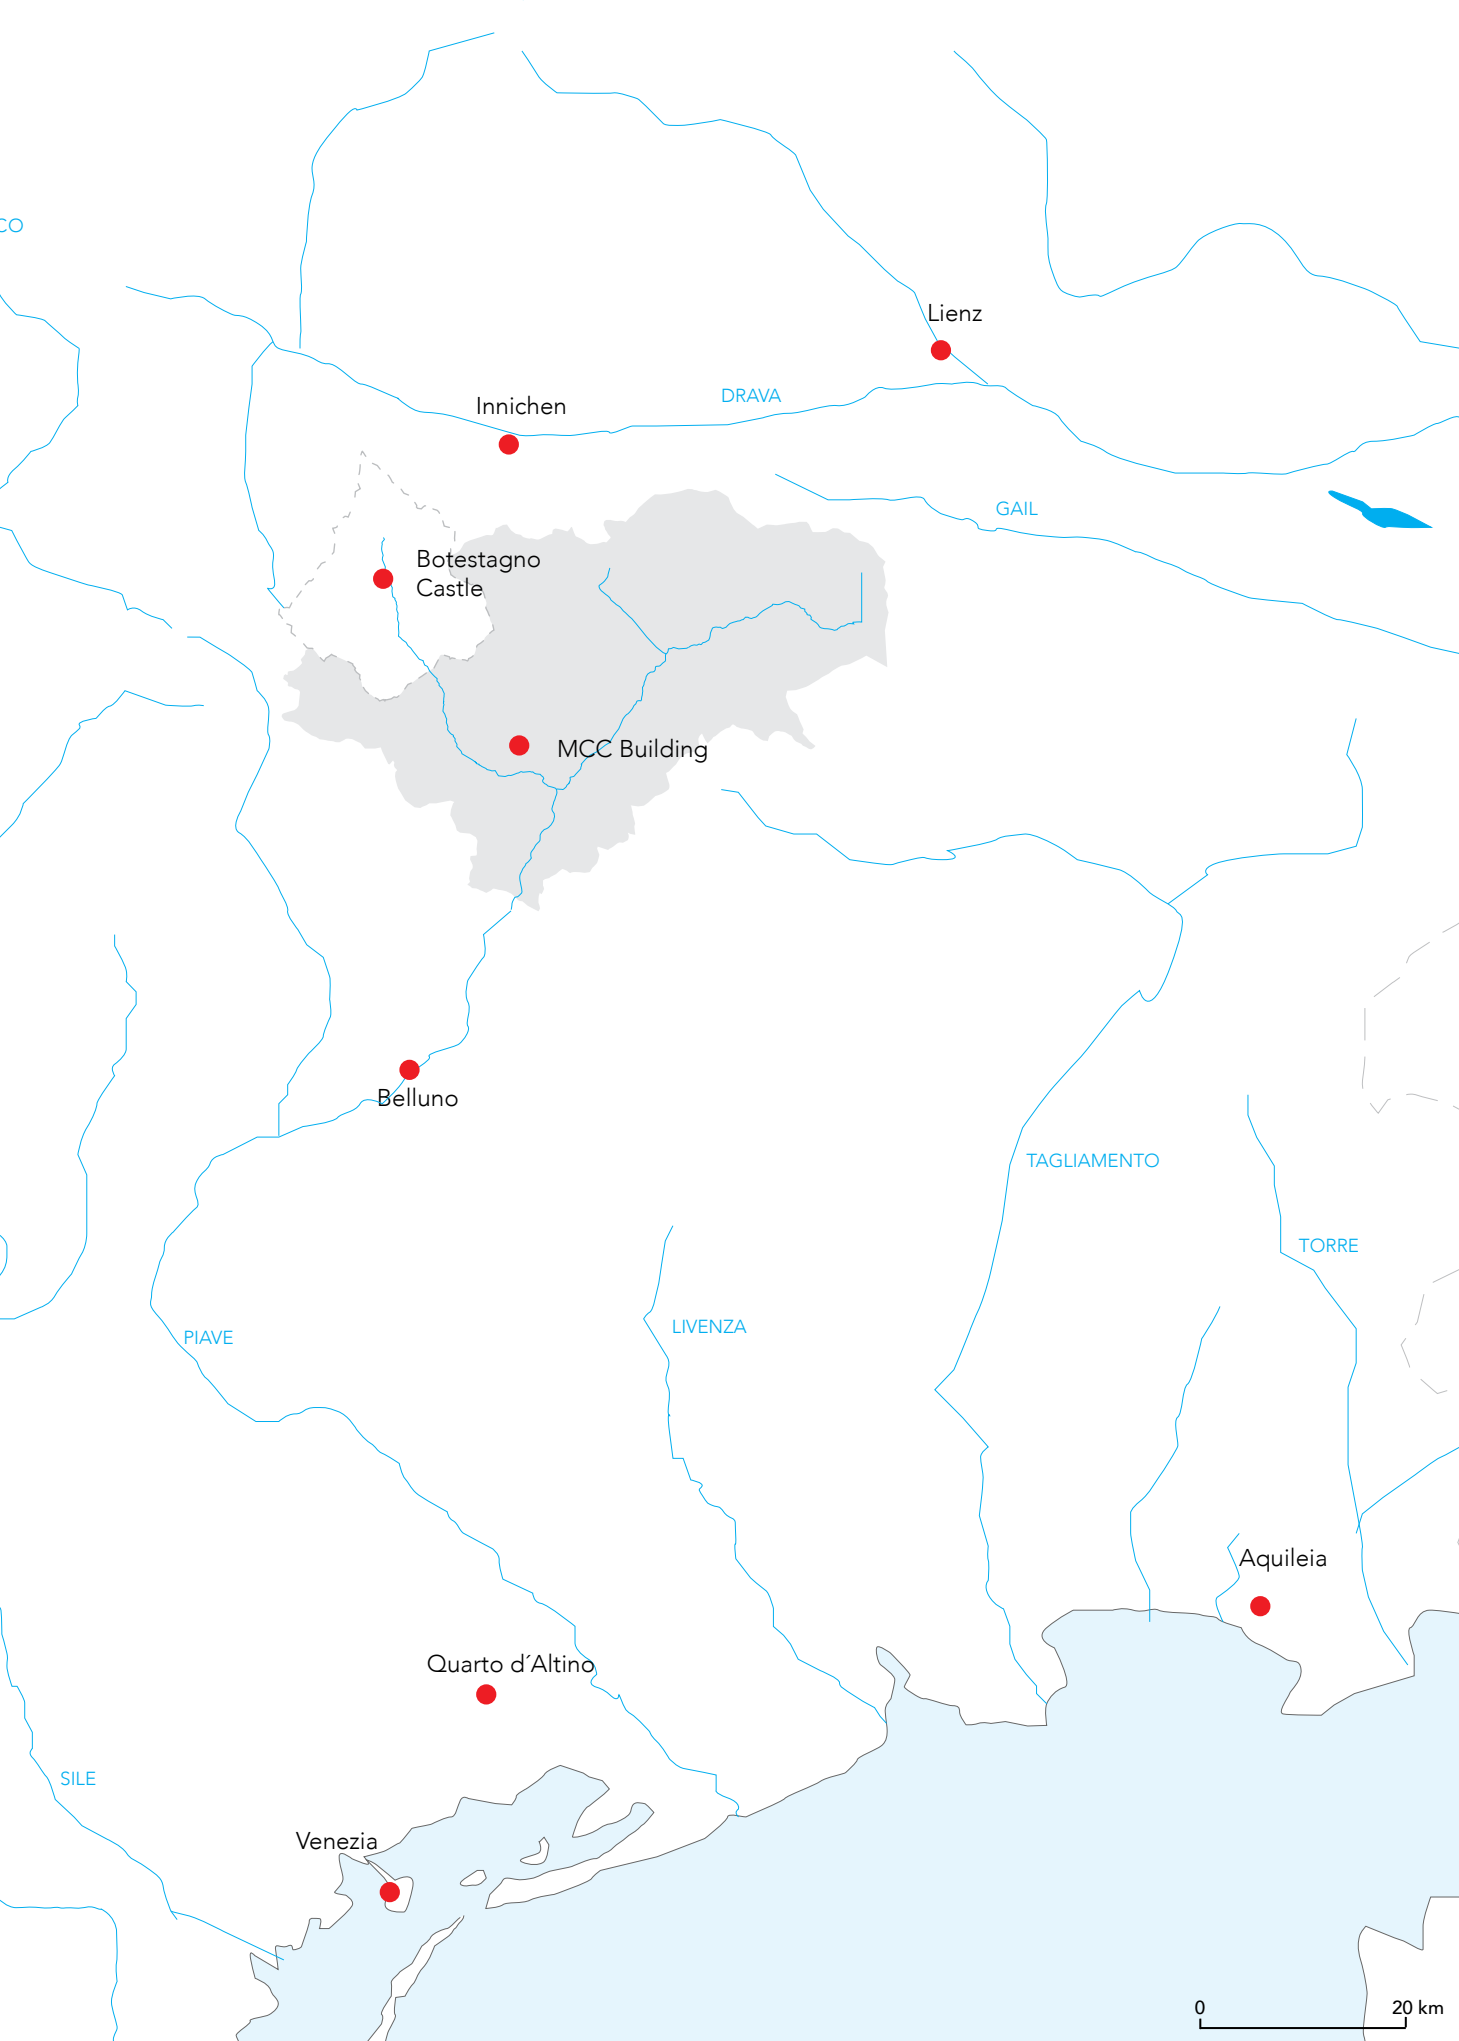 CO
Lienz
DRAVA
Innichen
GAIL
Botestagno
Castle
MCC Building
Belluno
TAGLIAMENTO
TORRE
LIVENZA
PIAVE
Aquileia
Quarto d´Altino
SILE
Venezia
0 20 km